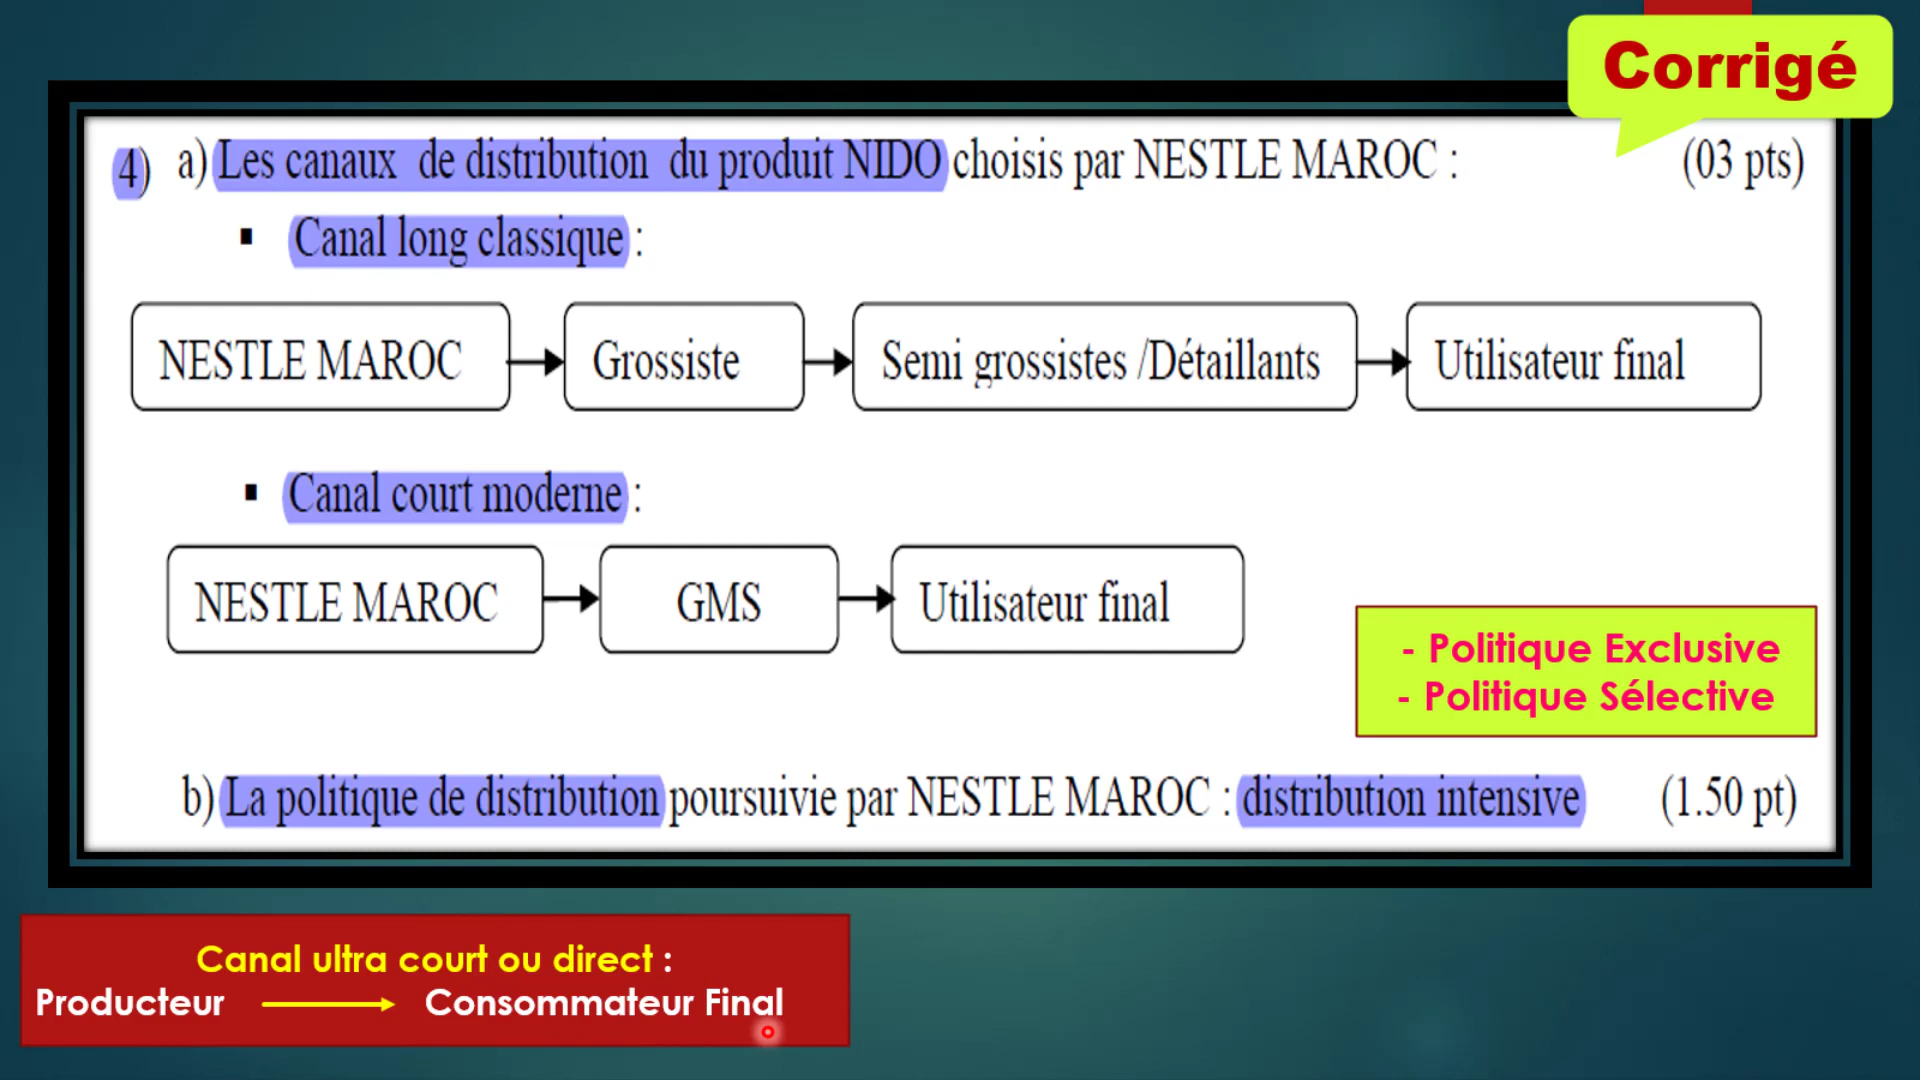 Corrigé
4) a) Les canaux de distribution du produit NIDO choisis par NESTLE MAROC : (03 pts)
▪ Canal long classique :
NESTLE MAROC → Grossiste → Semi grossistes /Détaillants → Utilisateur final
▪ Canal court moderne :
NESTLE MAROC → GMS → Utilisateur final
- Politique Exclusive
- Politique Sélective
b) La politique de distribution poursuivie par NESTLE MAROC : distribution intensive (1.50 pt)
Canal ultra court ou direct :
Producteur → Consommateur Final